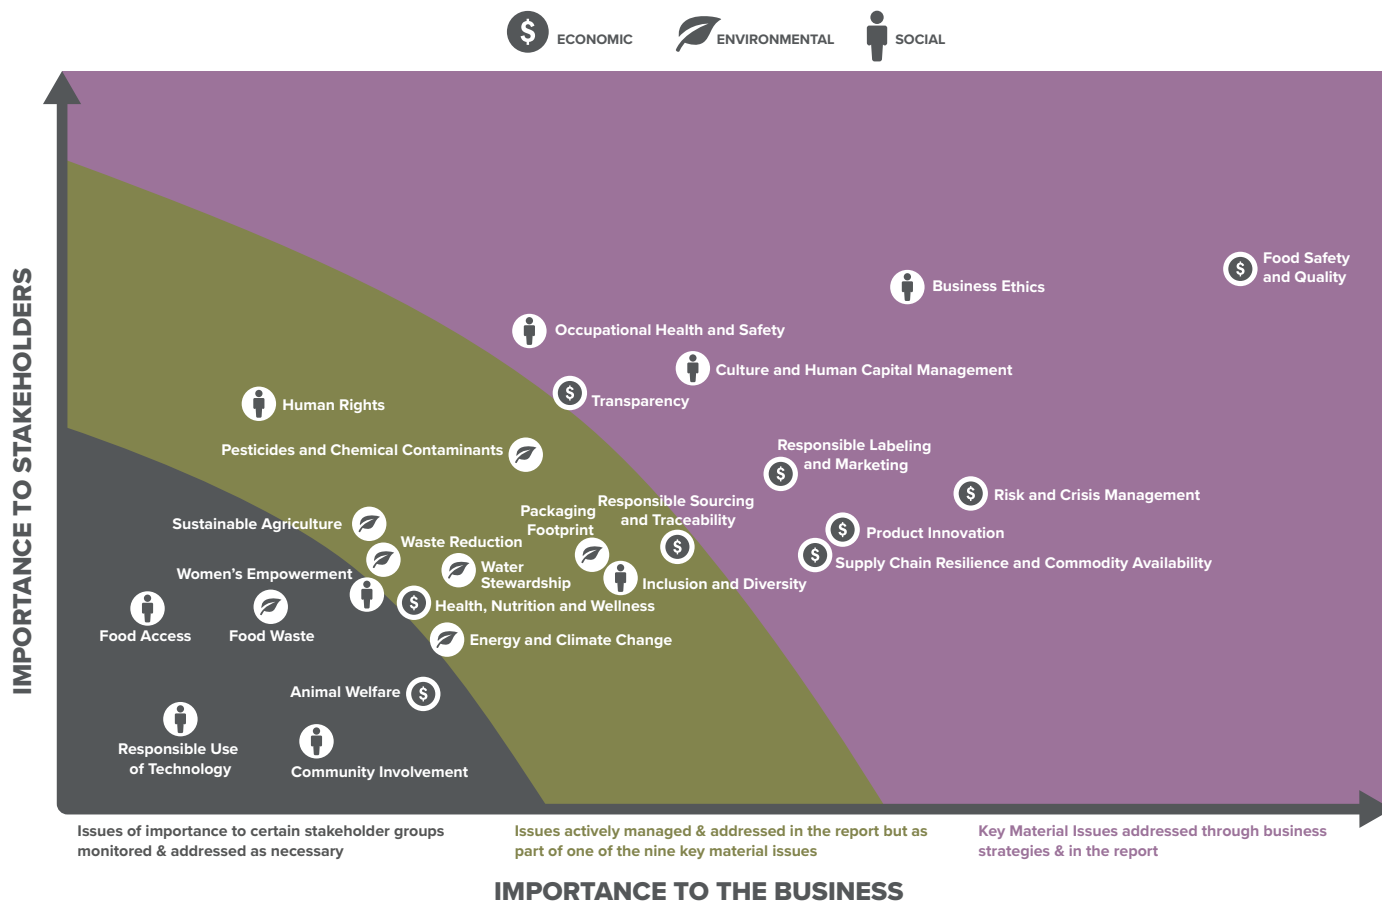 ECONOMIC
ENVIRONMENTAL
SOCIAL
IMPORTANCE TO STAKEHOLDERS
Food Safety
and Quality
Business Ethics
Occupational Health and Safety
Culture and Human Capital Management
Transparency
Human Rights
Pesticides and Chemical Contaminants
Responsible Labeling
and Marketing
Risk and Crisis Management
Responsible Sourcing
and Traceability
Packaging
Footprint
Sustainable Agriculture
Product Innovation
Waste Reduction
Supply Chain Resilience and Commodity Availability
Water
Stewardship
Women's Empowerment
Inclusion and Diversity
Health, Nutrition and Wellness
Food Access
Food Waste
Energy and Climate Change
Animal Welfare
Responsible Use
of Technology
Community Involvement
Issues of importance to certain stakeholder groups
monitored & addressed as necessary
Issues actively managed & addressed in the report but as
part of one of the nine key material issues
Key Material Issues addressed through business
strategies & in the report
IMPORTANCE TO THE BUSINESS